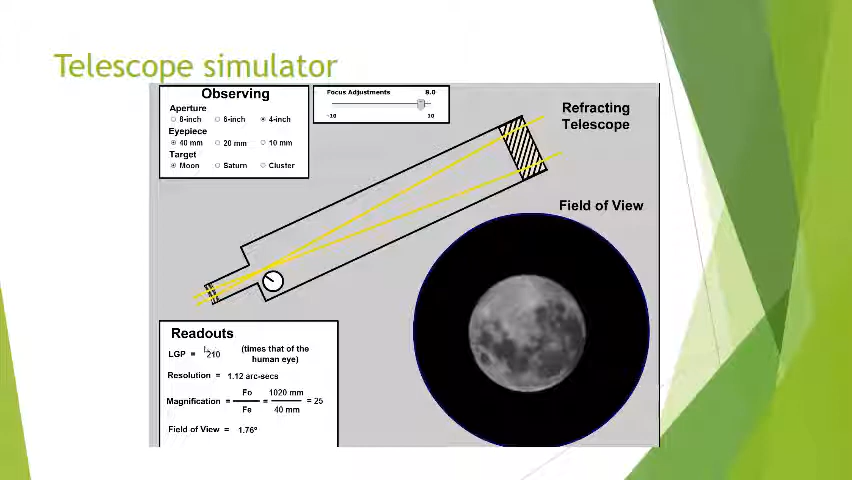 Telescope simulator
Observing
Aperture
8-inch 6-inch 4-inch
Eyepiece
40 mm 20 mm 10 mm
Target
Moon Saturn Cluster
Focus Adjustments 8.0
-10 10
Refracting
Telescope
Field of View
Readouts
LGP = 210 (times that of the
human eye)
Resolution = 1.12 arc-secs
Magnification = Fo / Fe = 1020 mm / 40 mm = 25
Field of View = 1.76°